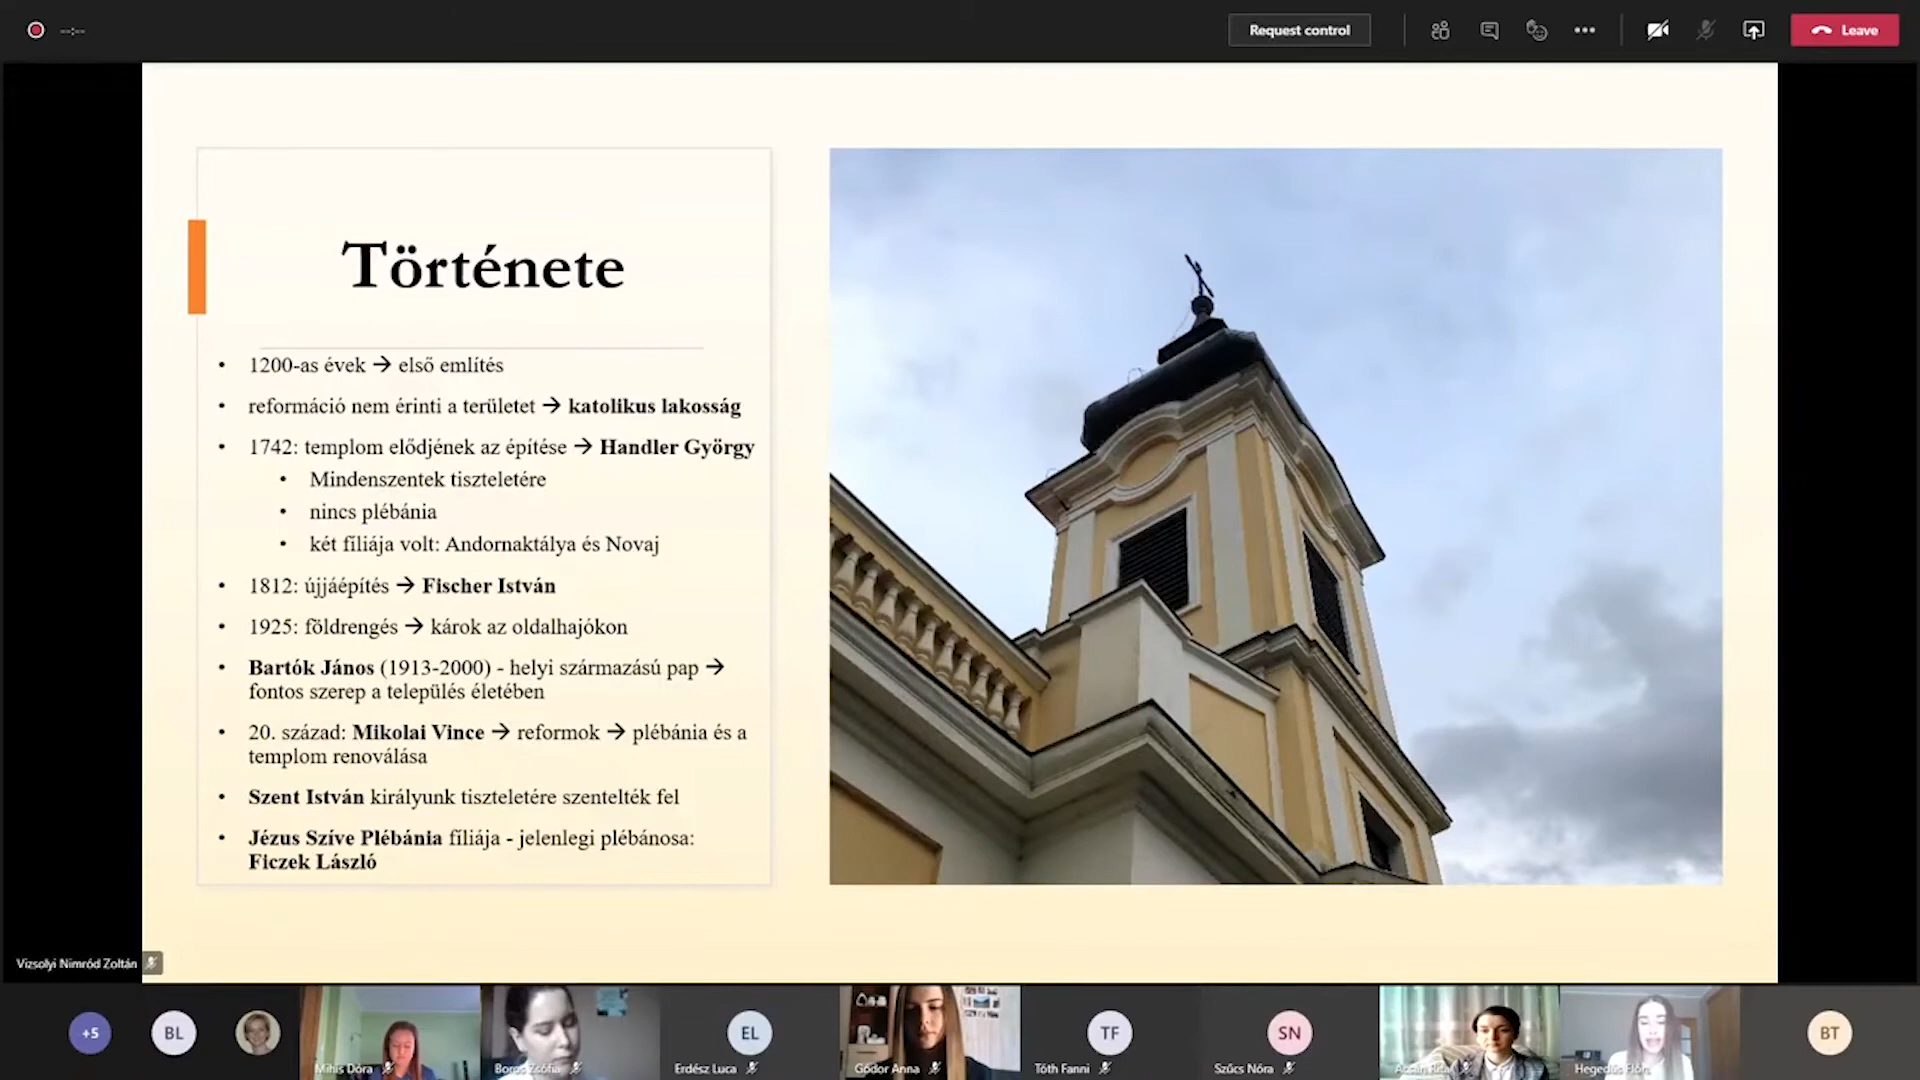 --:--
Request control
Leave
Története
• 1200-as évek → első említés
• reformáció nem érinti a területet → katolikus lakosság
• 1742: templom elődjének az építése → Handler György
• Mindenszentek tiszteletére
• nincs plébánia
• két filiája volt: Andornaktálya és Novaj
• 1812: újjáépítés → Fischer István
• 1925: földrengés → károk az oldalhajókon
• Bartók János (1913-2000) - helyi származású pap →
fontos szerep a település életében
• 20. század: Mikolai Vince → reformok → plébánia és a
templom renoválása
• Szent István királyunk tiszteletére szentelték fel
• Jézus Szíve Plébánia filiája - jelenlegi plébánosa:
Ficzek László
Vizsolyi Nimród Zoltán
+5
BL
EL
TF
SN
BT
Mihis Dóra
Boros Zsófia
Erdész Luca
Gödör Anna
Tóth Fanni
Szűcs Nóra
Hegedűs Flóra